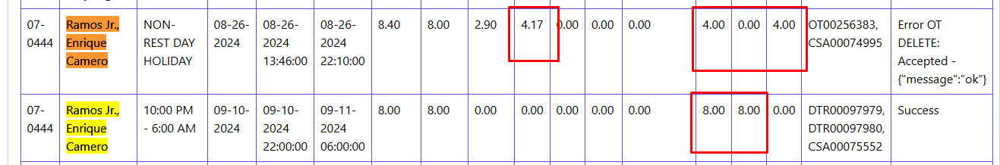 07- Ramos Jr., NON- 08-26- 08-26- 08-26- 8.40 8.00 2.90 4.17 0.00 0.00 0.00 4.00 0.00 4.00 OT00256383, Error OT
0444 Enrique REST DAY 2024 2024 2024 CSA00074995 DELETE:
Camero HOLIDAY 13:46:00 22:10:00 Accepted -
{"message":"ok"}
07- Ramos Jr., 10:00 PM 09-10- 09-10- 09-11- 8.00 8.00 0.00 0.00 0.00 0.00 0.00 8.00 8.00 0.00 DTR00097979, Success
0444 Enrique - 6:00 AM 2024 2024 2024 DTR00097980,
Camero 22:00:00 06:00:00 CSA00075552